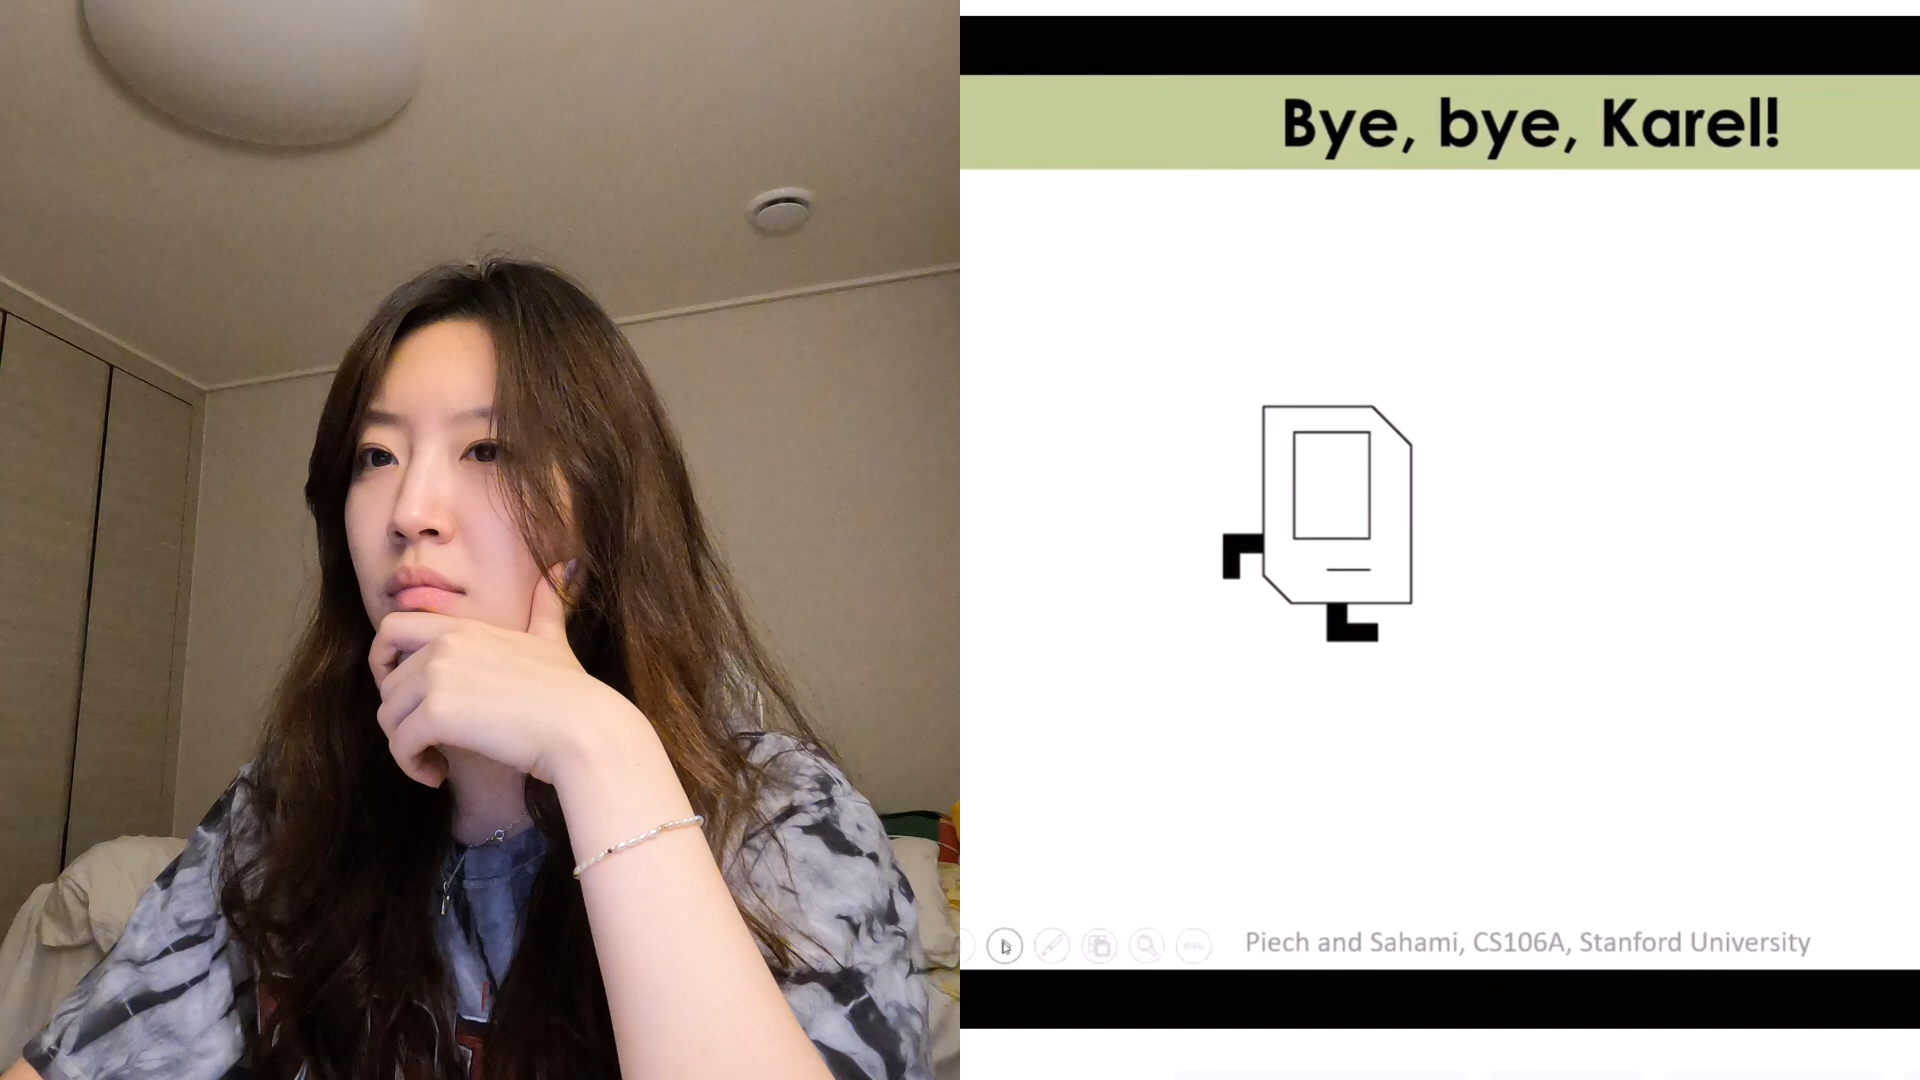 Bye, bye, Karel!
Piech and Sahami, CS106A, Stanford University